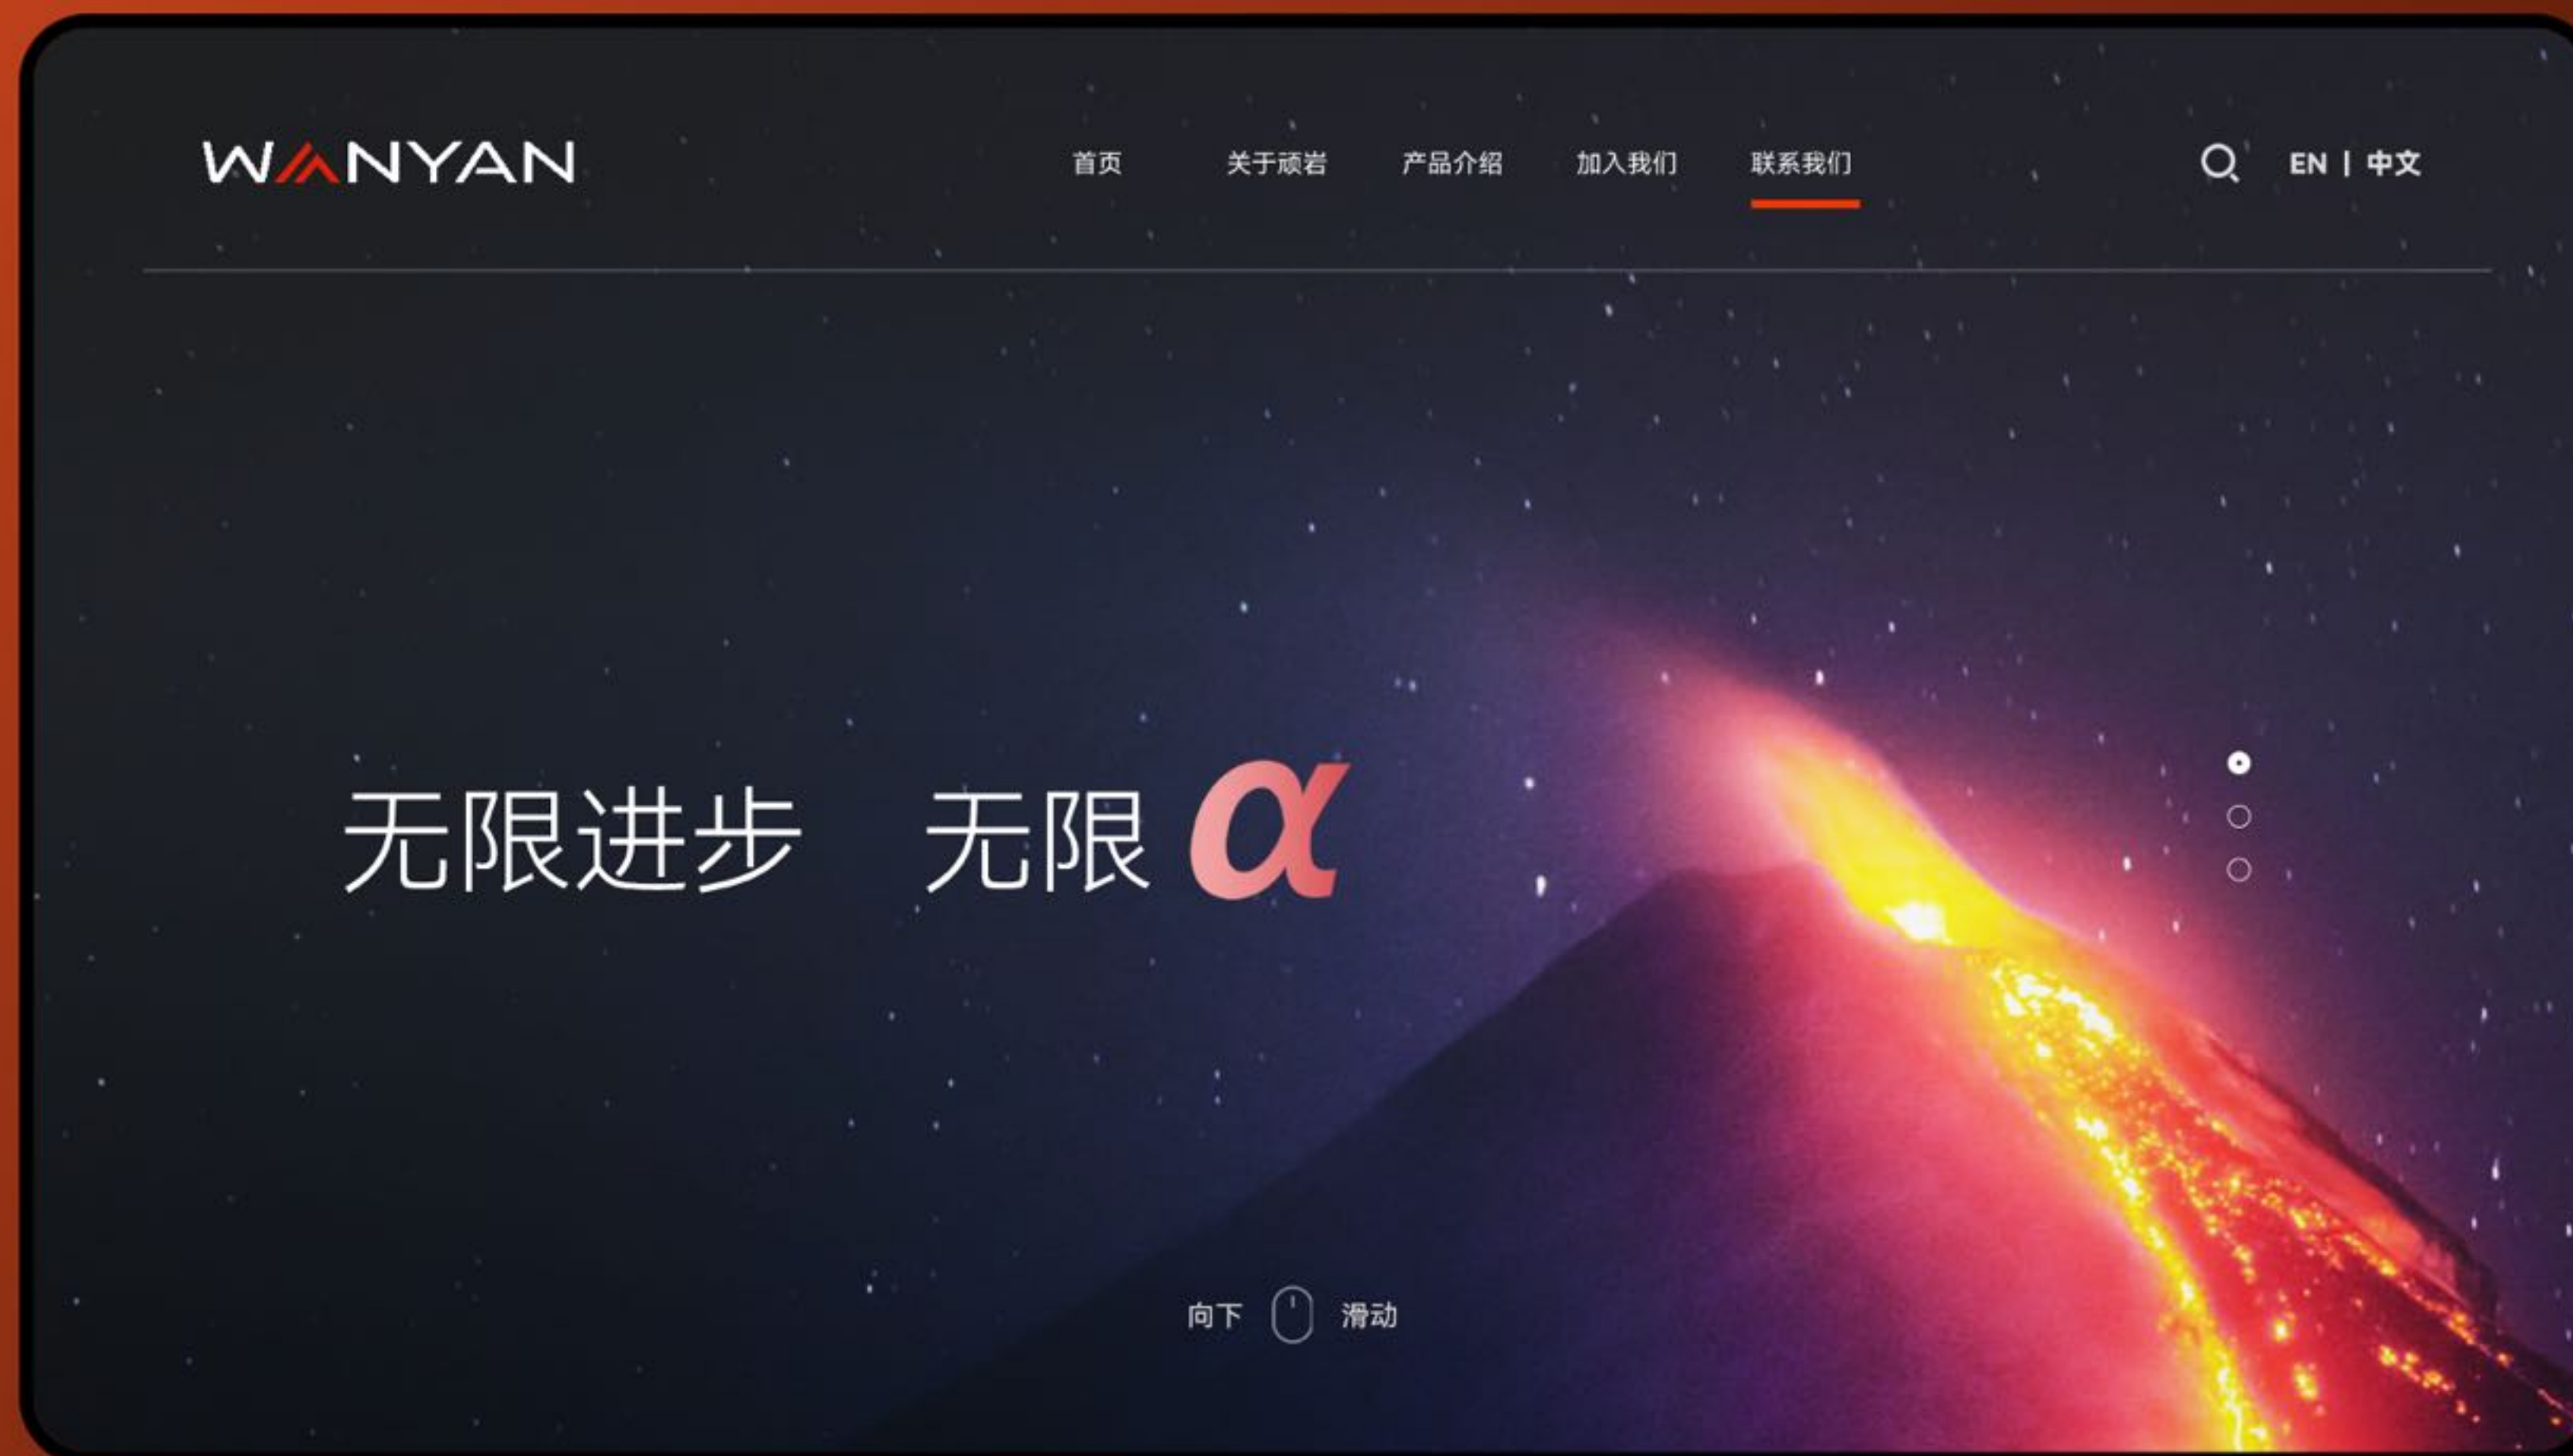 WANYAN
首页 关于顽岩 产品介绍 加入我们 联系我们
EN | 中文
无限进步 无限α
向下 滑动